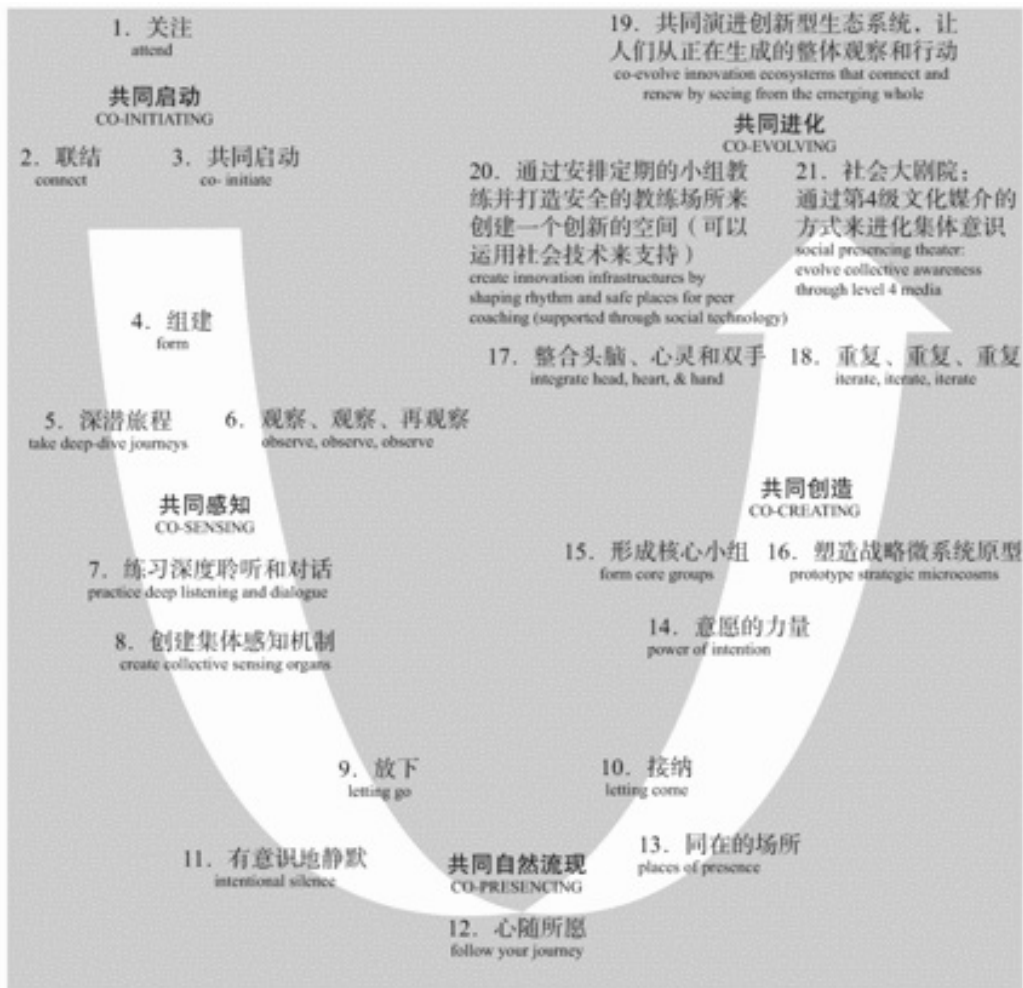 1. 关注
attend
共同启动
CO-INITIATING
2. 联结
connect
3. 共同启动
co- initiate
4. 组建
form
5. 深潜旅程
take deep-dive journeys
6. 观察、观察、再观察
observe, observe, observe
共同感知
CO-SENSING
7. 练习深度聆听和对话
practice deep listening and dialogue
8. 创建集体感知机制
create collective sensing organs
9. 放下
letting go
10. 接纳
letting come
11. 有意识地静默
intentional silence
共同自然流现
CO-PRESENCING
12. 心随所愿
follow your journey
13. 同在的场所
places of presence
14. 意愿的力量
power of intention
15. 形成核心小组
form core groups
16. 塑造战略微系统原型
prototype strategic microcosms
共同创造
CO-CREATING
17. 整合头脑、心灵和双手
integrate head, heart, & hand
18. 重复、重复、重复
iterate, iterate, iterate
19. 共同演进创新型生态系统，让
人们从正在生成的整体观察和行动
co-evolve innovation ecosystems that connect and
renew by seeing from the emerging whole
共同进化
CO-EVOLVING
20. 通过安排定期的小组教
练并打造安全的教练场所来
创建一个创新的空间（可以
运用社会技术来支持）
create innovation infrastructures by
shaping rhythm and safe places for peer
coaching (supported through social technology)
21. 社会大剧院：
通过第4级文化媒介的
方式来进化集体意识
social presencing theater:
evolve collective awareness
through level 4 media